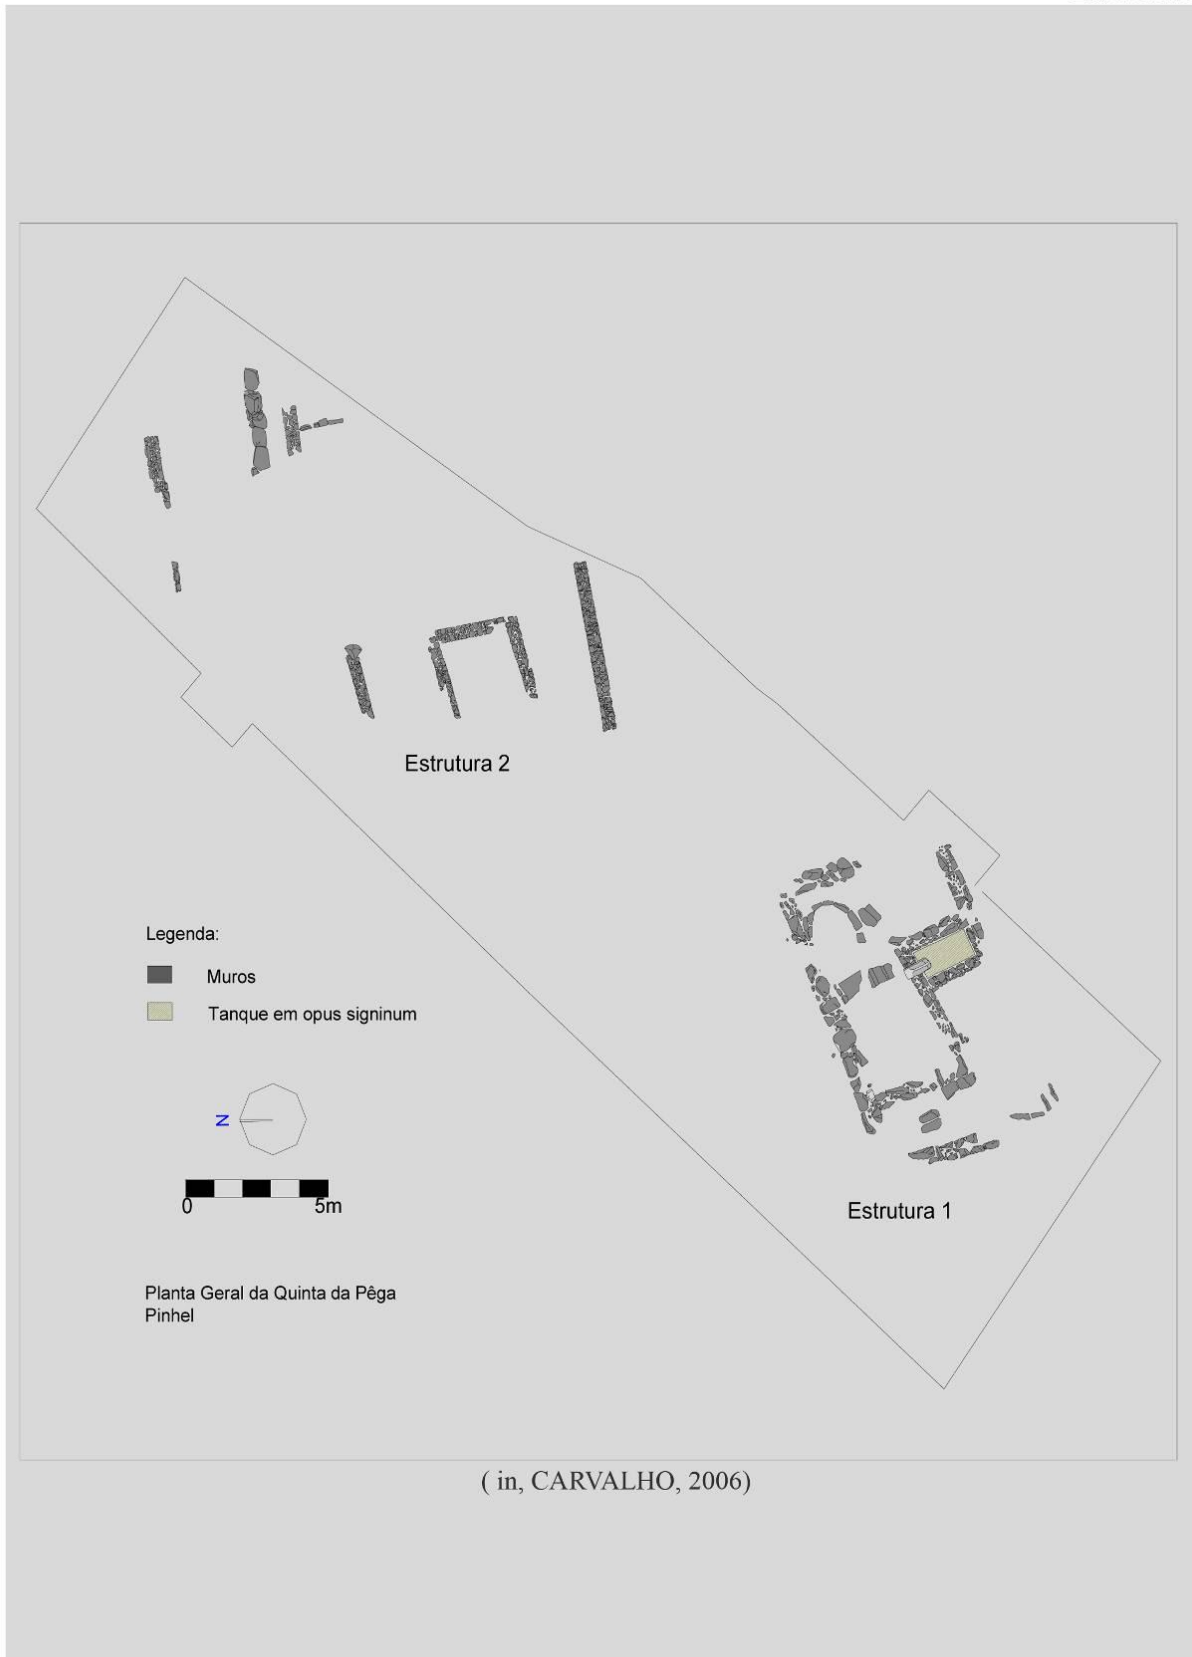 Estrutura 2
Legenda:
Muros
Tanque em opus signinum
N
0 5m
Estrutura 1
Planta Geral da Quinta da Pêga
Pinhel
( in, CARVALHO, 2006)